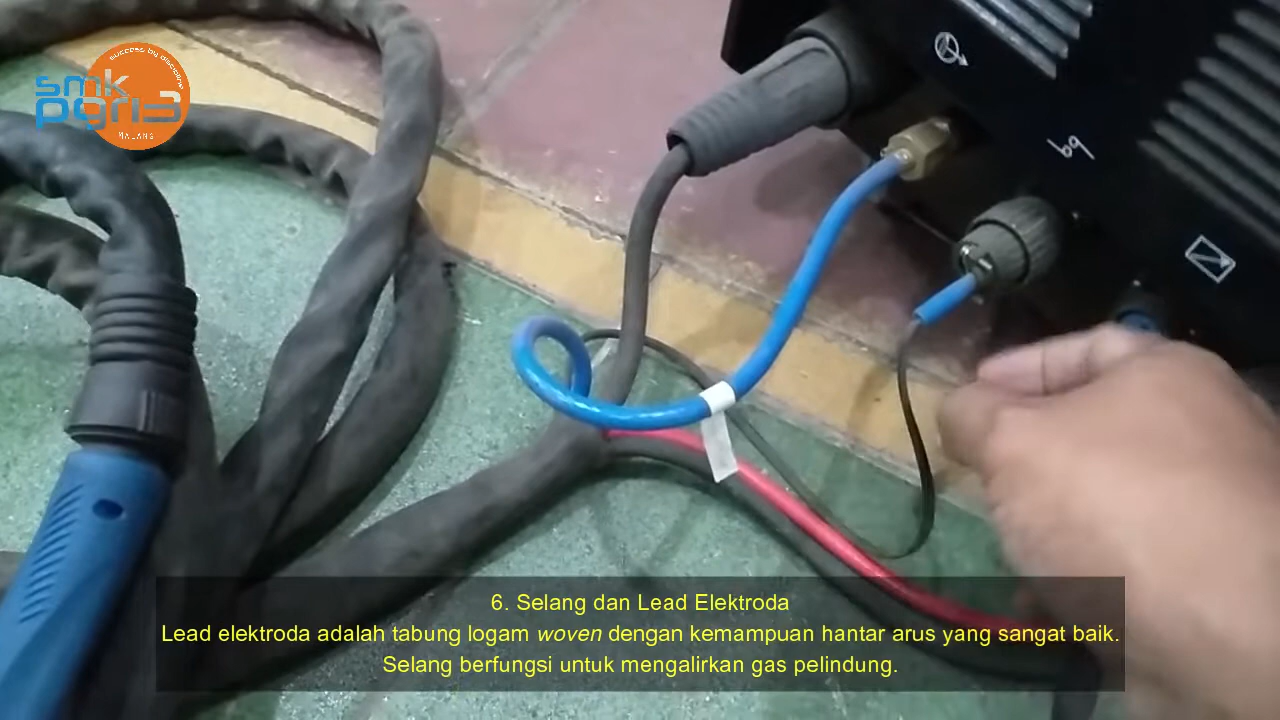 success by discipline
smk
pgri 3
MALANG
6. Selang dan Lead Elektroda
Lead elektroda adalah tabung logam woven dengan kemampuan hantar arus yang sangat baik.
Selang berfungsi untuk mengalirkan gas pelindung.